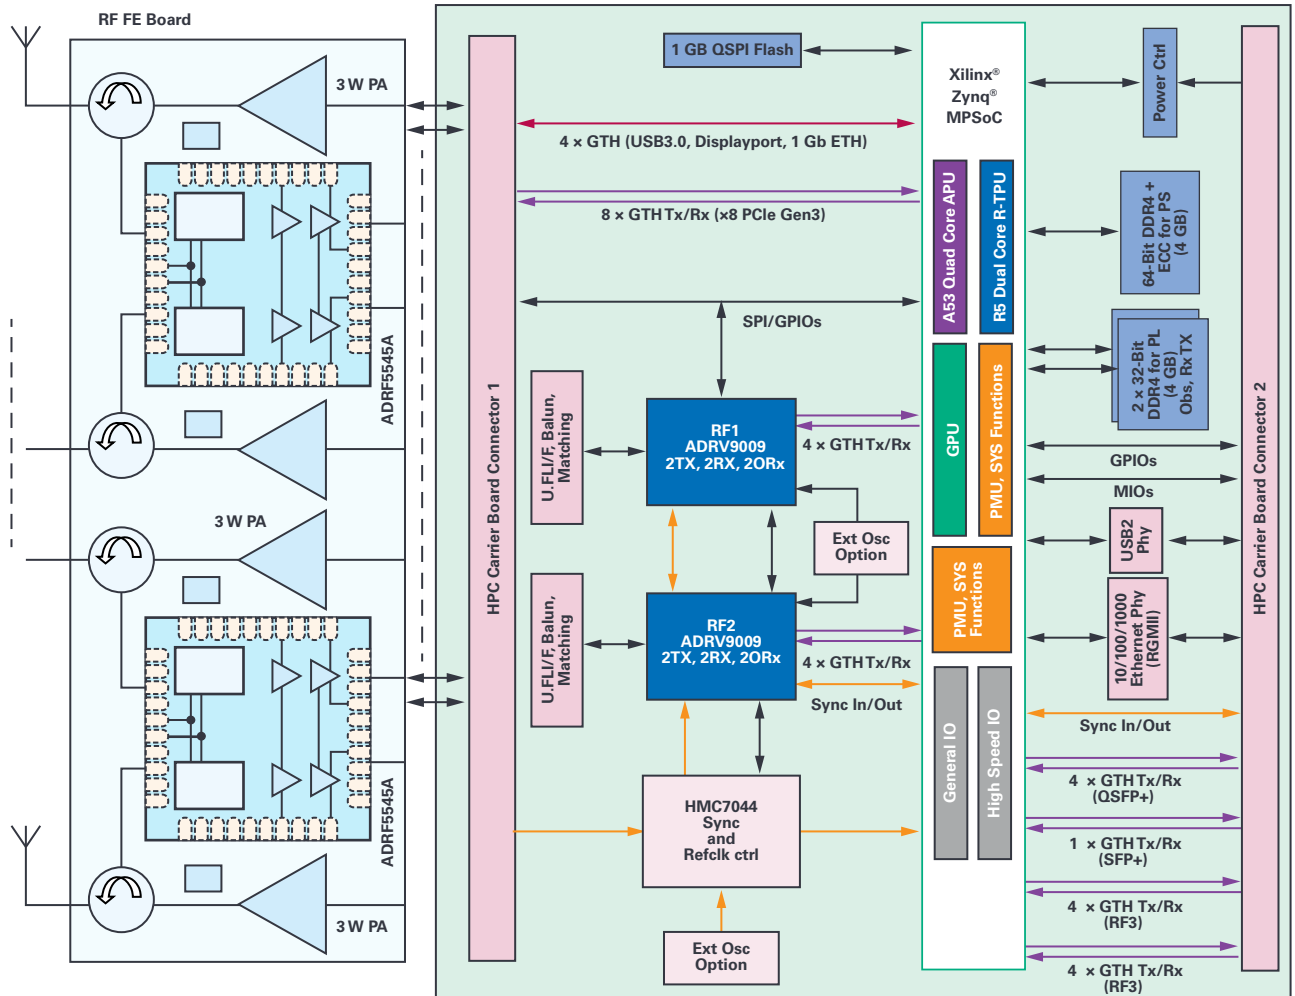 RF FE Board
3 W PA
ADRF5545A
3 W PA
ADRF5545A
3 W PA
HPC Carrier Board Connector 1
1 GB QSPI Flash
4 × GTH (USB3.0, Displayport, 1 Gb ETH)
8 × GTH Tx/Rx (×8 PCIe Gen3)
SPI/GPIOs
U.FLI/F, Balun,
Matching
RF1
ADRV9009
2TX, 2RX, 2ORx
4 × GTH Tx/Rx
Ext Osc
Option
U.FLI/F, Balun,
Matching
RF2
ADRV9009
2TX, 2RX, 2ORx
4 × GTH Tx/Rx
Sync In/Out
HMC7044
Sync
and
Refclk ctrl
Ext Osc
Option
Xilinx®
Zynq®
MPSoC
A53 Quad Core APU
R5 Dual Core R-TPU
GPU
PMU, SYS Functions
PMU, SYS
Functions
General IO
High Speed IO
Power Ctrl
64-Bit DDR4 +
ECC for PS
(4 GB)
2 x 32-Bit
DDR4 for PL
(4 GB)
Obs, Rx TX
GPIOs
MIOs
USB2
Phy
10/100/1000
Ethernet Phy
(RGMII)
Sync In/Out
4 × GTH Tx/Rx
(QSFP+)
1 × GTH Tx/Rx
(SFP+)
4 × GTH Tx/Rx
(RF3)
4 × GTH Tx/Rx
(RF3)
HPC Carrier Board Connector 2